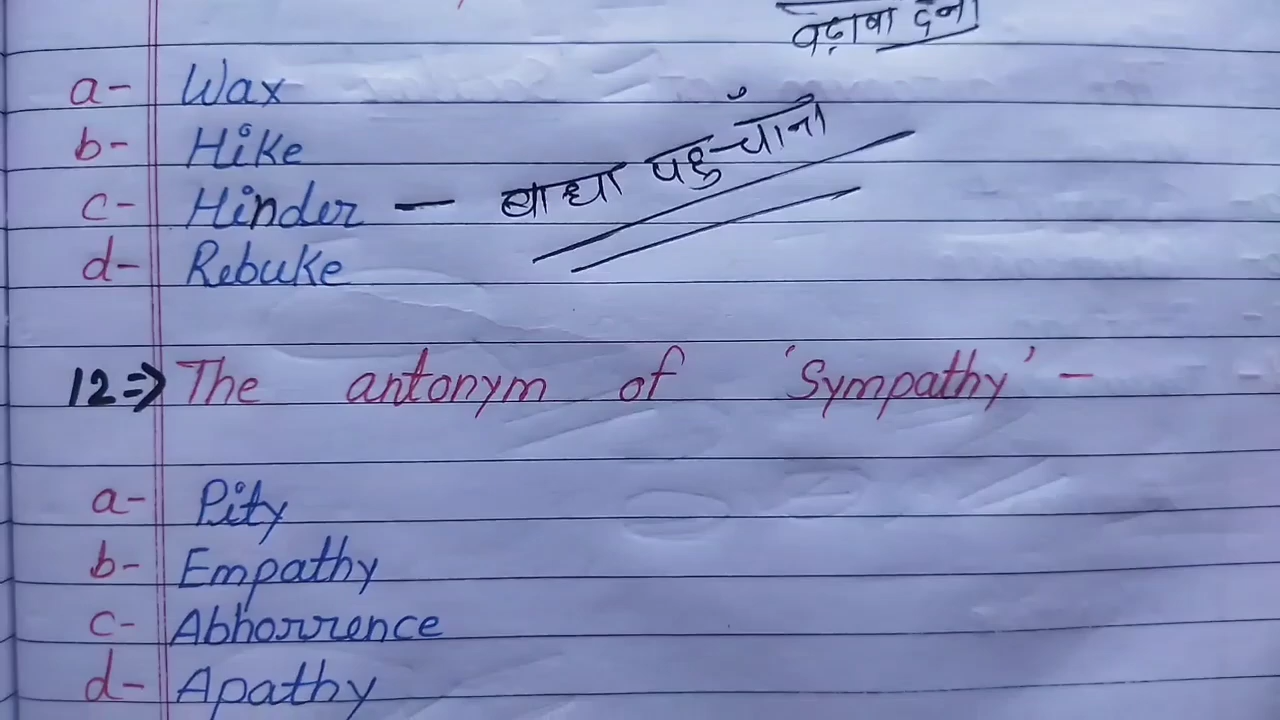 बढ़ाबा देना
a- Wax
b- Hike
c- Hinder — बाधा पहुँचाना
d- Rebuke
12=> The antonym of 'Sympathy' -
a- Pity
b- Empathy
c- Abhorrence
d- Apathy